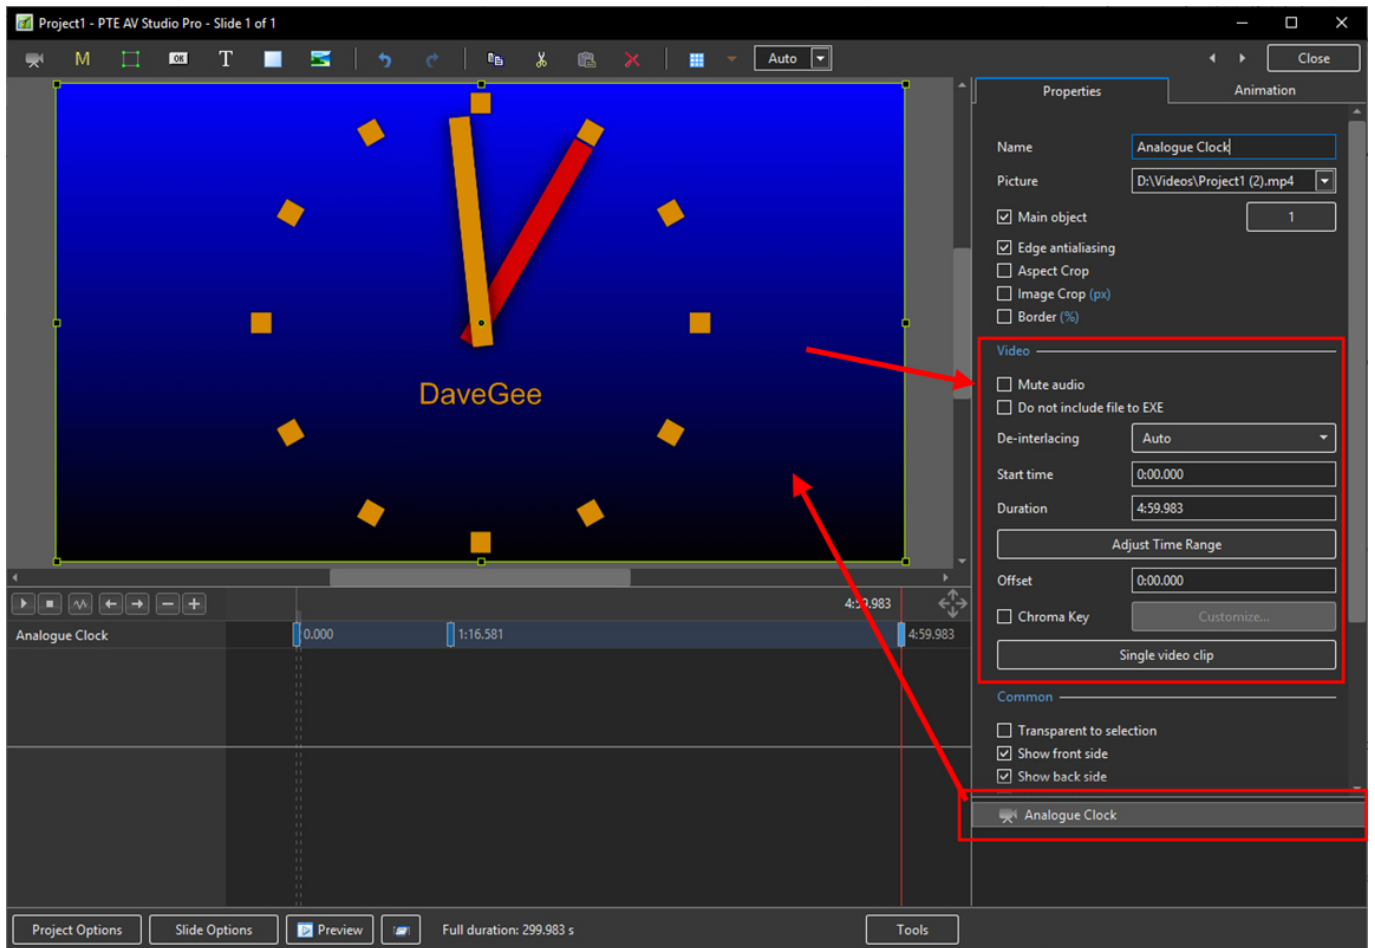 Project1 - PTE AV Studio Pro - Slide 1 of 1
M OK T Auto Close
Properties Animation
Name Analogue Clock
Picture D:\Videos\Project1 (2).mp4
Main object 1
Edge antialiasing
Aspect Crop
Image Crop (px)
Border (%)
DaveGee
Video
Mute audio
Do not include file to EXE
De-interlacing Auto
Start time 0:00.000
Duration 4:59.983
Adjust Time Range
Offset 0:00.000
Chroma Key Customize...
Single video clip
Common
Transparent to selection
Show front side
Show back side
Analogue Clock
4:59.983
Analogue Clock 0.000 1:16.581 4:59.983
Project Options Slide Options Preview Full duration: 299.983 s Tools